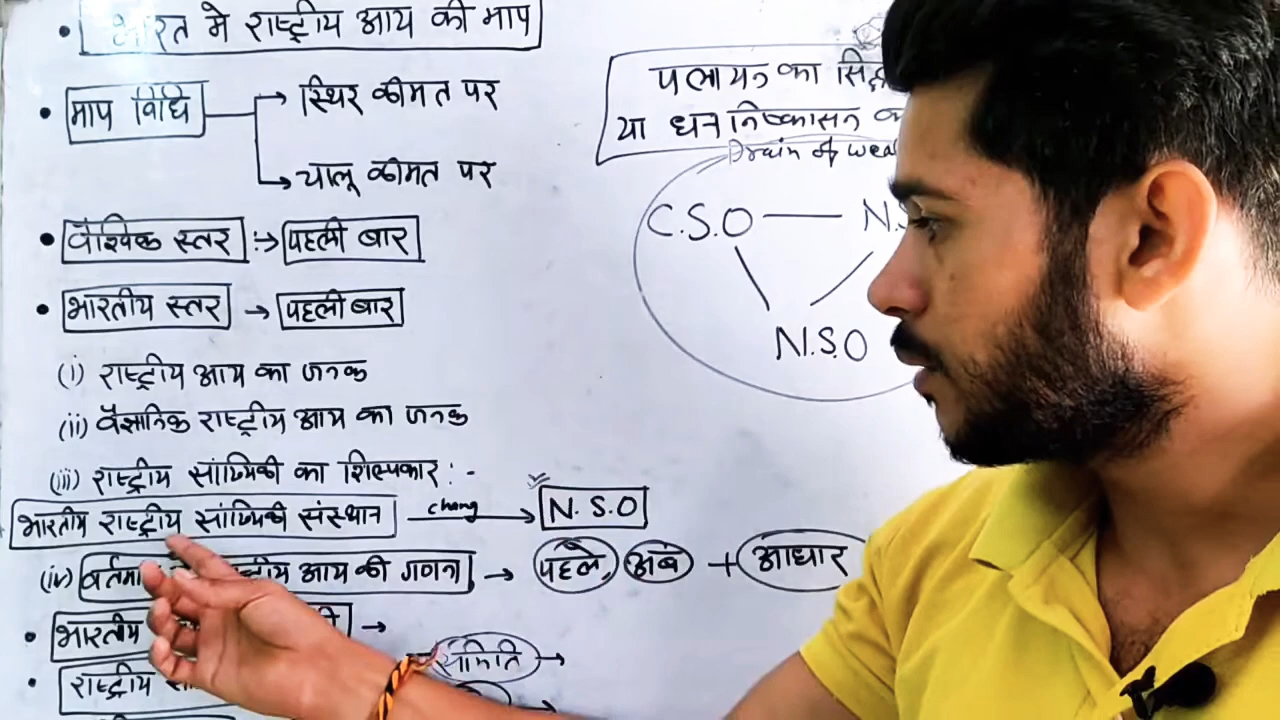 भारत मे राष्ट्रीय आय की माप
माप विधि → स्थिर कीमत पर
→ चालू कीमत पर
वैश्विक स्तर :→ पहली बार
भारतीय स्तर → पहली बार
(i) राष्ट्रीय आय का जनक
(ii) वैज्ञानिक राष्ट्रीय आय का जनक
(iii) राष्ट्रीय सांख्यिकी का शिल्पकार :-
भारतीय राष्ट्रीय सांख्यिकी संस्थान chang → N.S.O
(iv) आय की गणना → पहले, अब + आधार
भारतीय →
राष्ट्रीय
समिति →
पलायन का
या धन निष्कासन
Drain of
C.S.O — N.
N.S.O